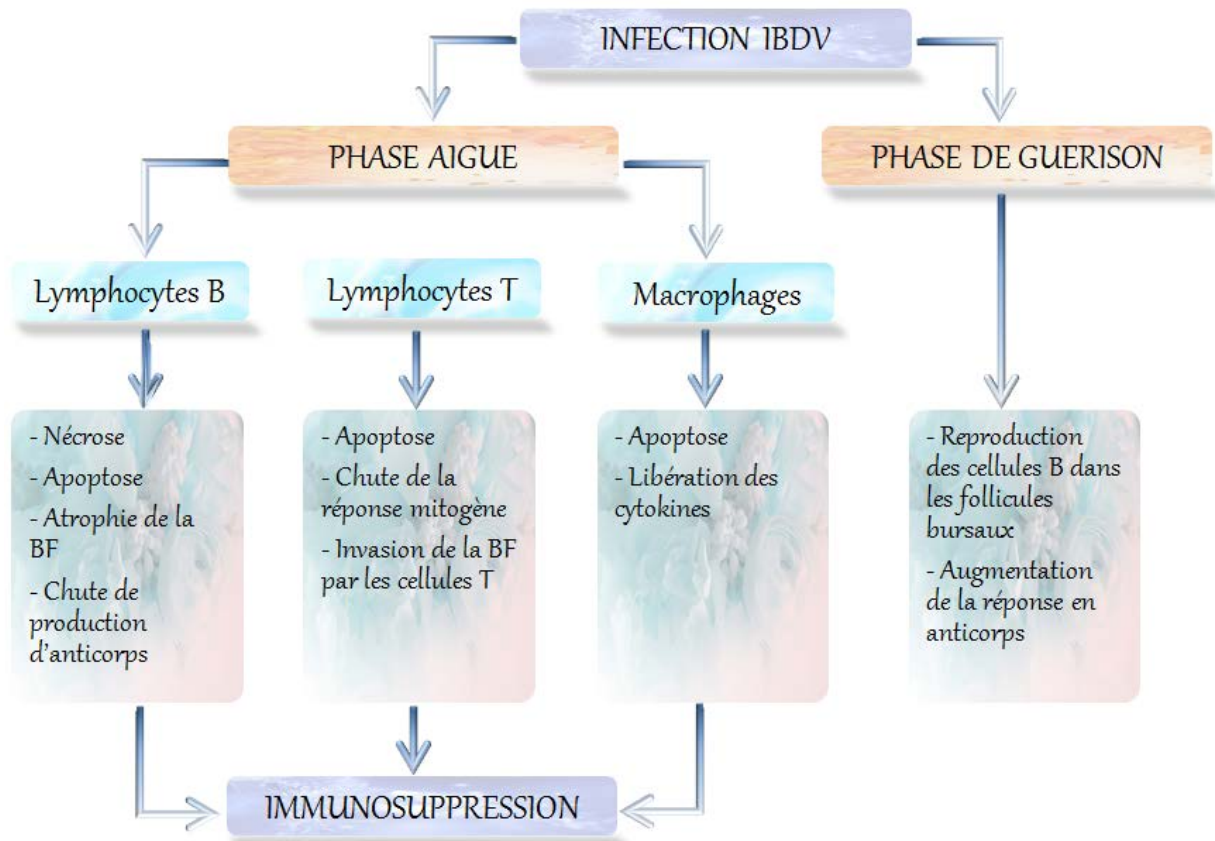 INFECTION IBDV
PHASE AIGUE
PHASE DE GUERISON
Lymphocytes B
Lymphocytes T
Macrophages
- Nécrose
- Apoptose
- Atrophie de la
BF
- Chute de
production
d'anticorps
- Apoptose
- Chute de la
réponse mitogène
- Invasion de la BF
par les cellules T
- Apoptose
- Libération des
cytokines
- Reproduction
des cellules B dans
les follicules
bursaux
- Augmentation
de la réponse en
anticorps
IMMUNOSUPPRESSION